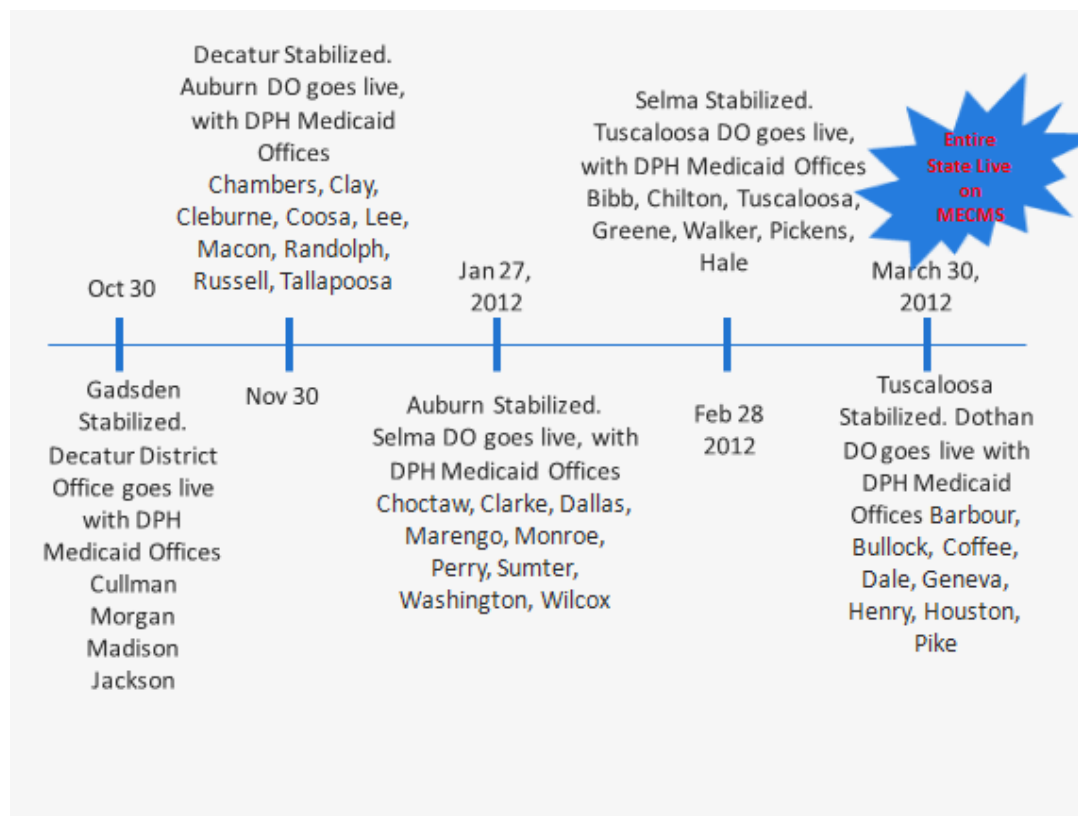 Decatur Stabilized.
Auburn DO goes live,
with DPH Medicaid
Offices
Chambers, Clay,
Cleburne, Coosa, Lee,
Macon, Randolph,
Russell, Tallapoosa
Selma Stabilized.
Tuscaloosa DO goes live,
with DPH Medicaid Offices
Bibb, Chilton, Tuscaloosa,
Greene, Walker, Pickens,
Hale
Entire
State Live
on
MECMS
Oct 30
Jan 27,
2012
March 30,
2012
Gadsden
Stabilized.
Decatur District
Office goes live
with DPH
Medicaid Offices
Cullman
Morgan
Madison
Jackson
Nov 30
Auburn Stabilized.
Selma DO goes live, with
DPH Medicaid Offices
Choctaw, Clarke, Dallas,
Marengo, Monroe,
Perry, Sumter,
Washington, Wilcox
Feb 28
2012
Tuscaloosa
Stabilized. Dothan
DO goes live with
DPH Medicaid
Offices Barbour,
Bullock, Coffee,
Dale, Geneva,
Henry, Houston,
Pike